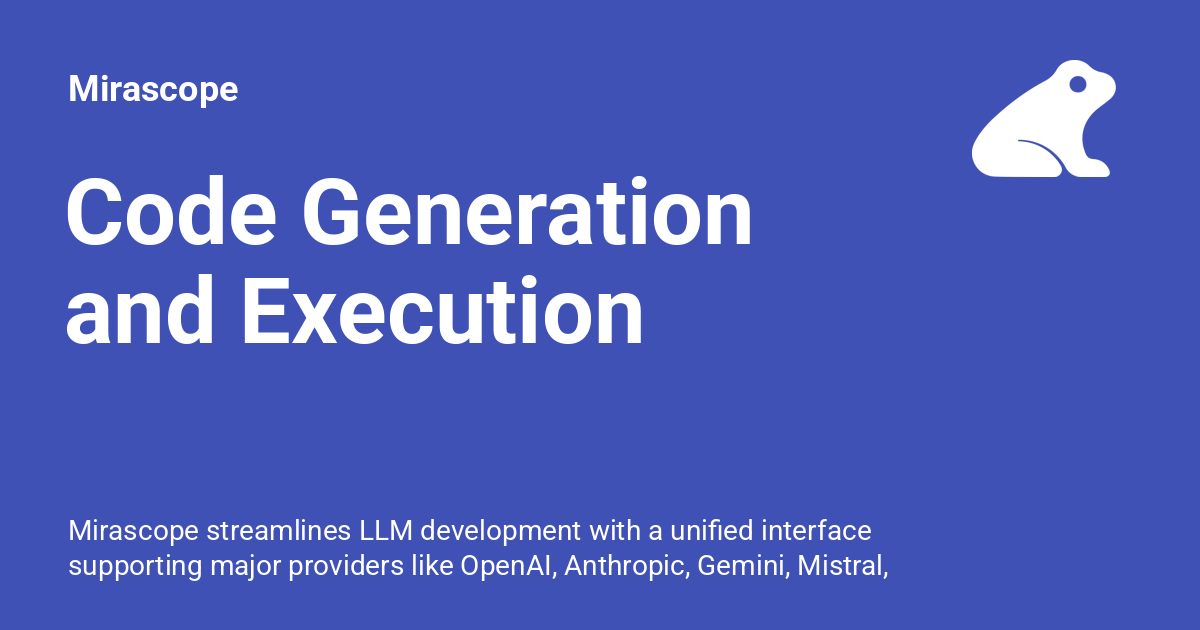 Mirascope
Code Generation
and Execution
Mirascope streamlines LLM development with a unified interface
supporting major providers like OpenAI, Anthropic, Gemini, Mistral,